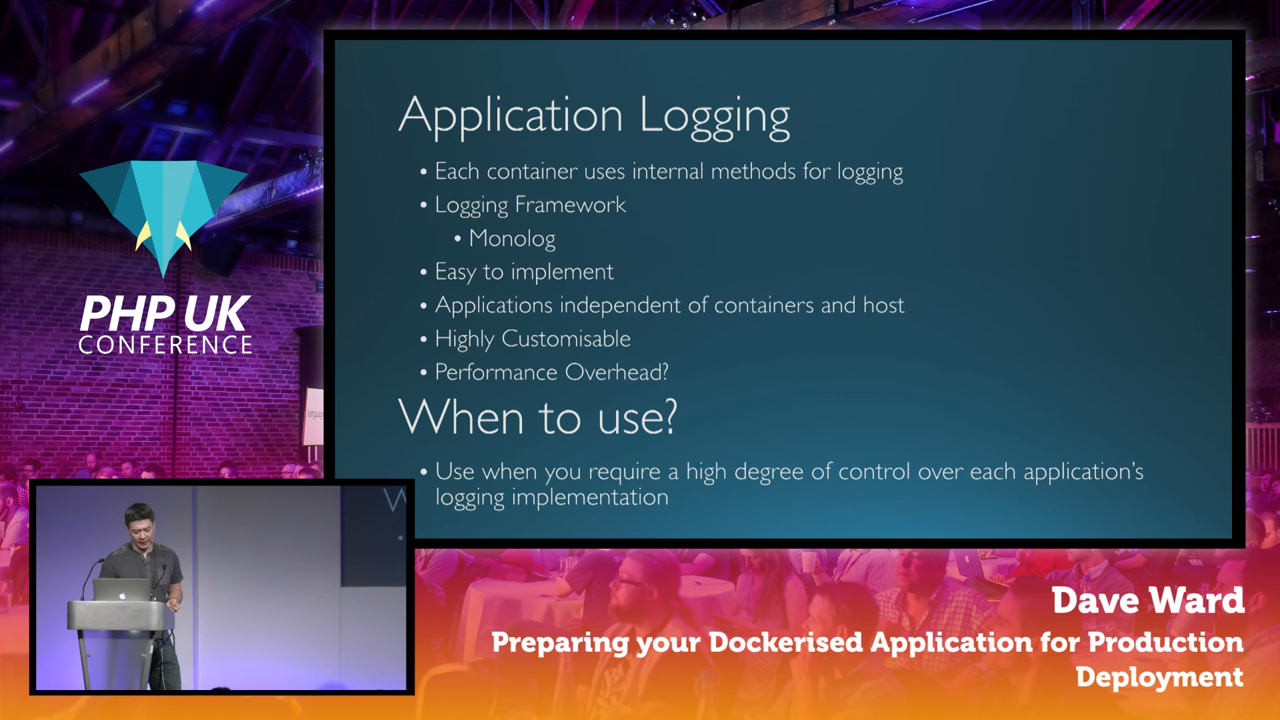 Application Logging
• Each container uses internal methods for logging
• Logging Framework
• Monolog
• Easy to implement
• Applications independent of containers and host
• Highly Customisable
• Performance Overhead?
When to use?
• Use when you require a high degree of control over each application's
logging implementation
PHP UK
CONFERENCE
W
Dave Ward
Preparing your Dockerised Application for Production
Deployment